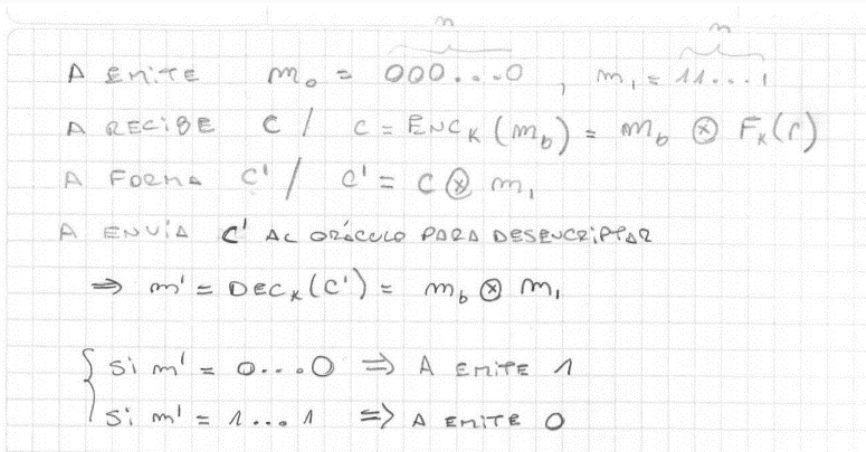 n n
A EMITE m₀ = 000...0 , m₁ = 11...1
A RECIBE C / c = ENC_K (m_b) = m_b ⊗ F_K(r)
A FORMA C' / c' = C ⊗ m₁
A ENVÍA C' AL ORÁCULO PARA DESENCRIPTAR
⇒ m' = DEC_K(C') = m_b ⊗ m₁
{ Si m' = 0...0 ⇒ A EMITE 1
Si m' = 1...1 ⇒ A EMITE 0